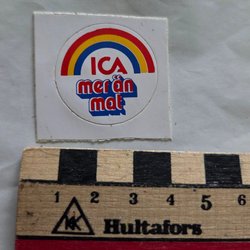 ICA
mer än
mat
1 2 3 4 5 6
Hultafors